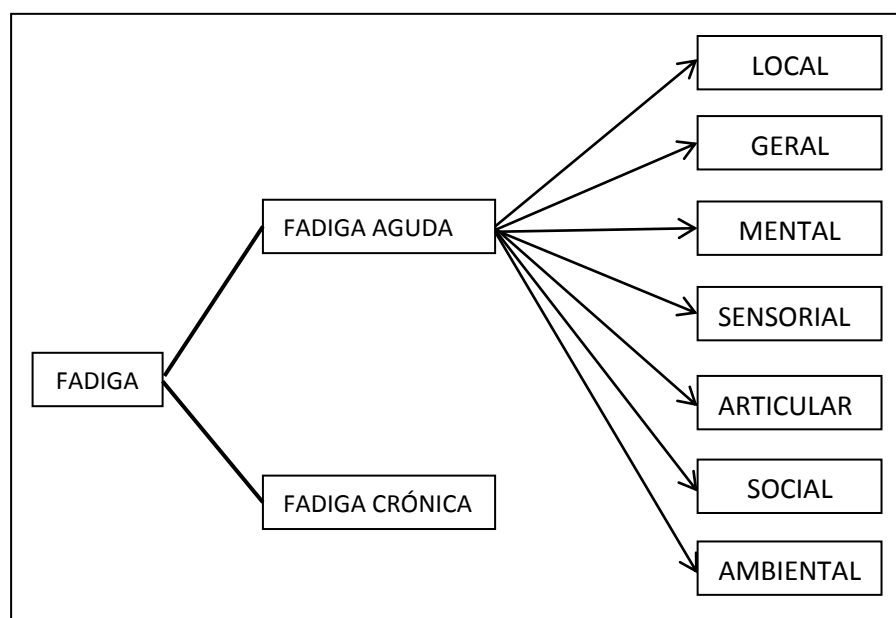 LOCAL
GERAL
FADIGA AGUDA
MENTAL
SENSORIAL
FADIGA
ARTICULAR
FADIGA CRÓNICA
SOCIAL
AMBIENTAL